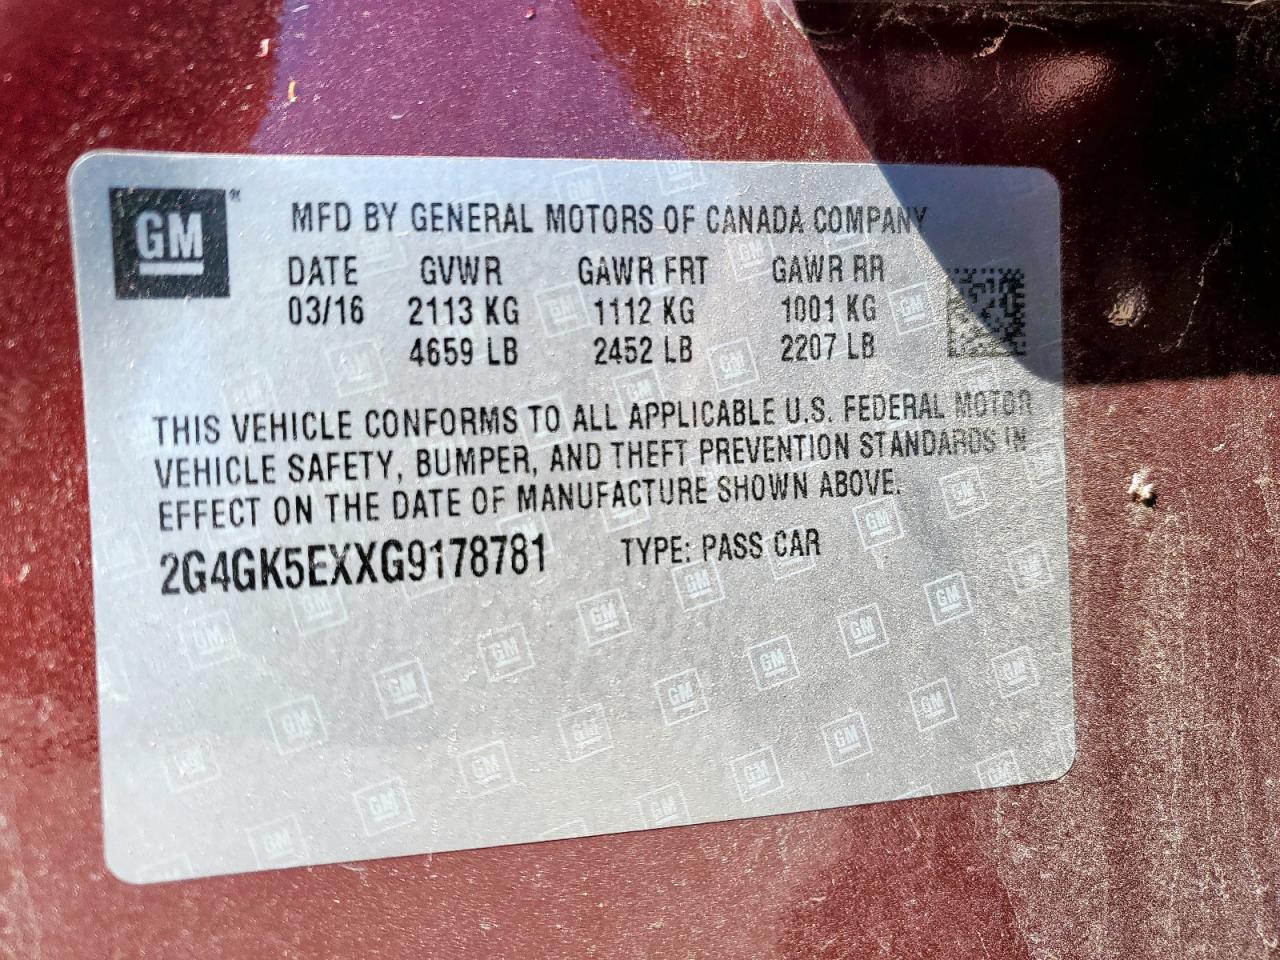 GM
MFD BY GENERAL MOTORS OF CANADA COMPANY
DATE GVWR GAWR FRT GAWR RR
03/16 2113 KG 1112 KG 1001 KG
4659 LB 2452 LB 2207 LB
THIS VEHICLE CONFORMS TO ALL APPLICABLE U.S. FEDERAL MOTOR
VEHICLE SAFETY, BUMPER, AND THEFT PREVENTION STANDARDS IN
EFFECT ON THE DATE OF MANUFACTURE SHOWN ABOVE.
2G4GK5EXXG9178781 TYPE: PASS CAR